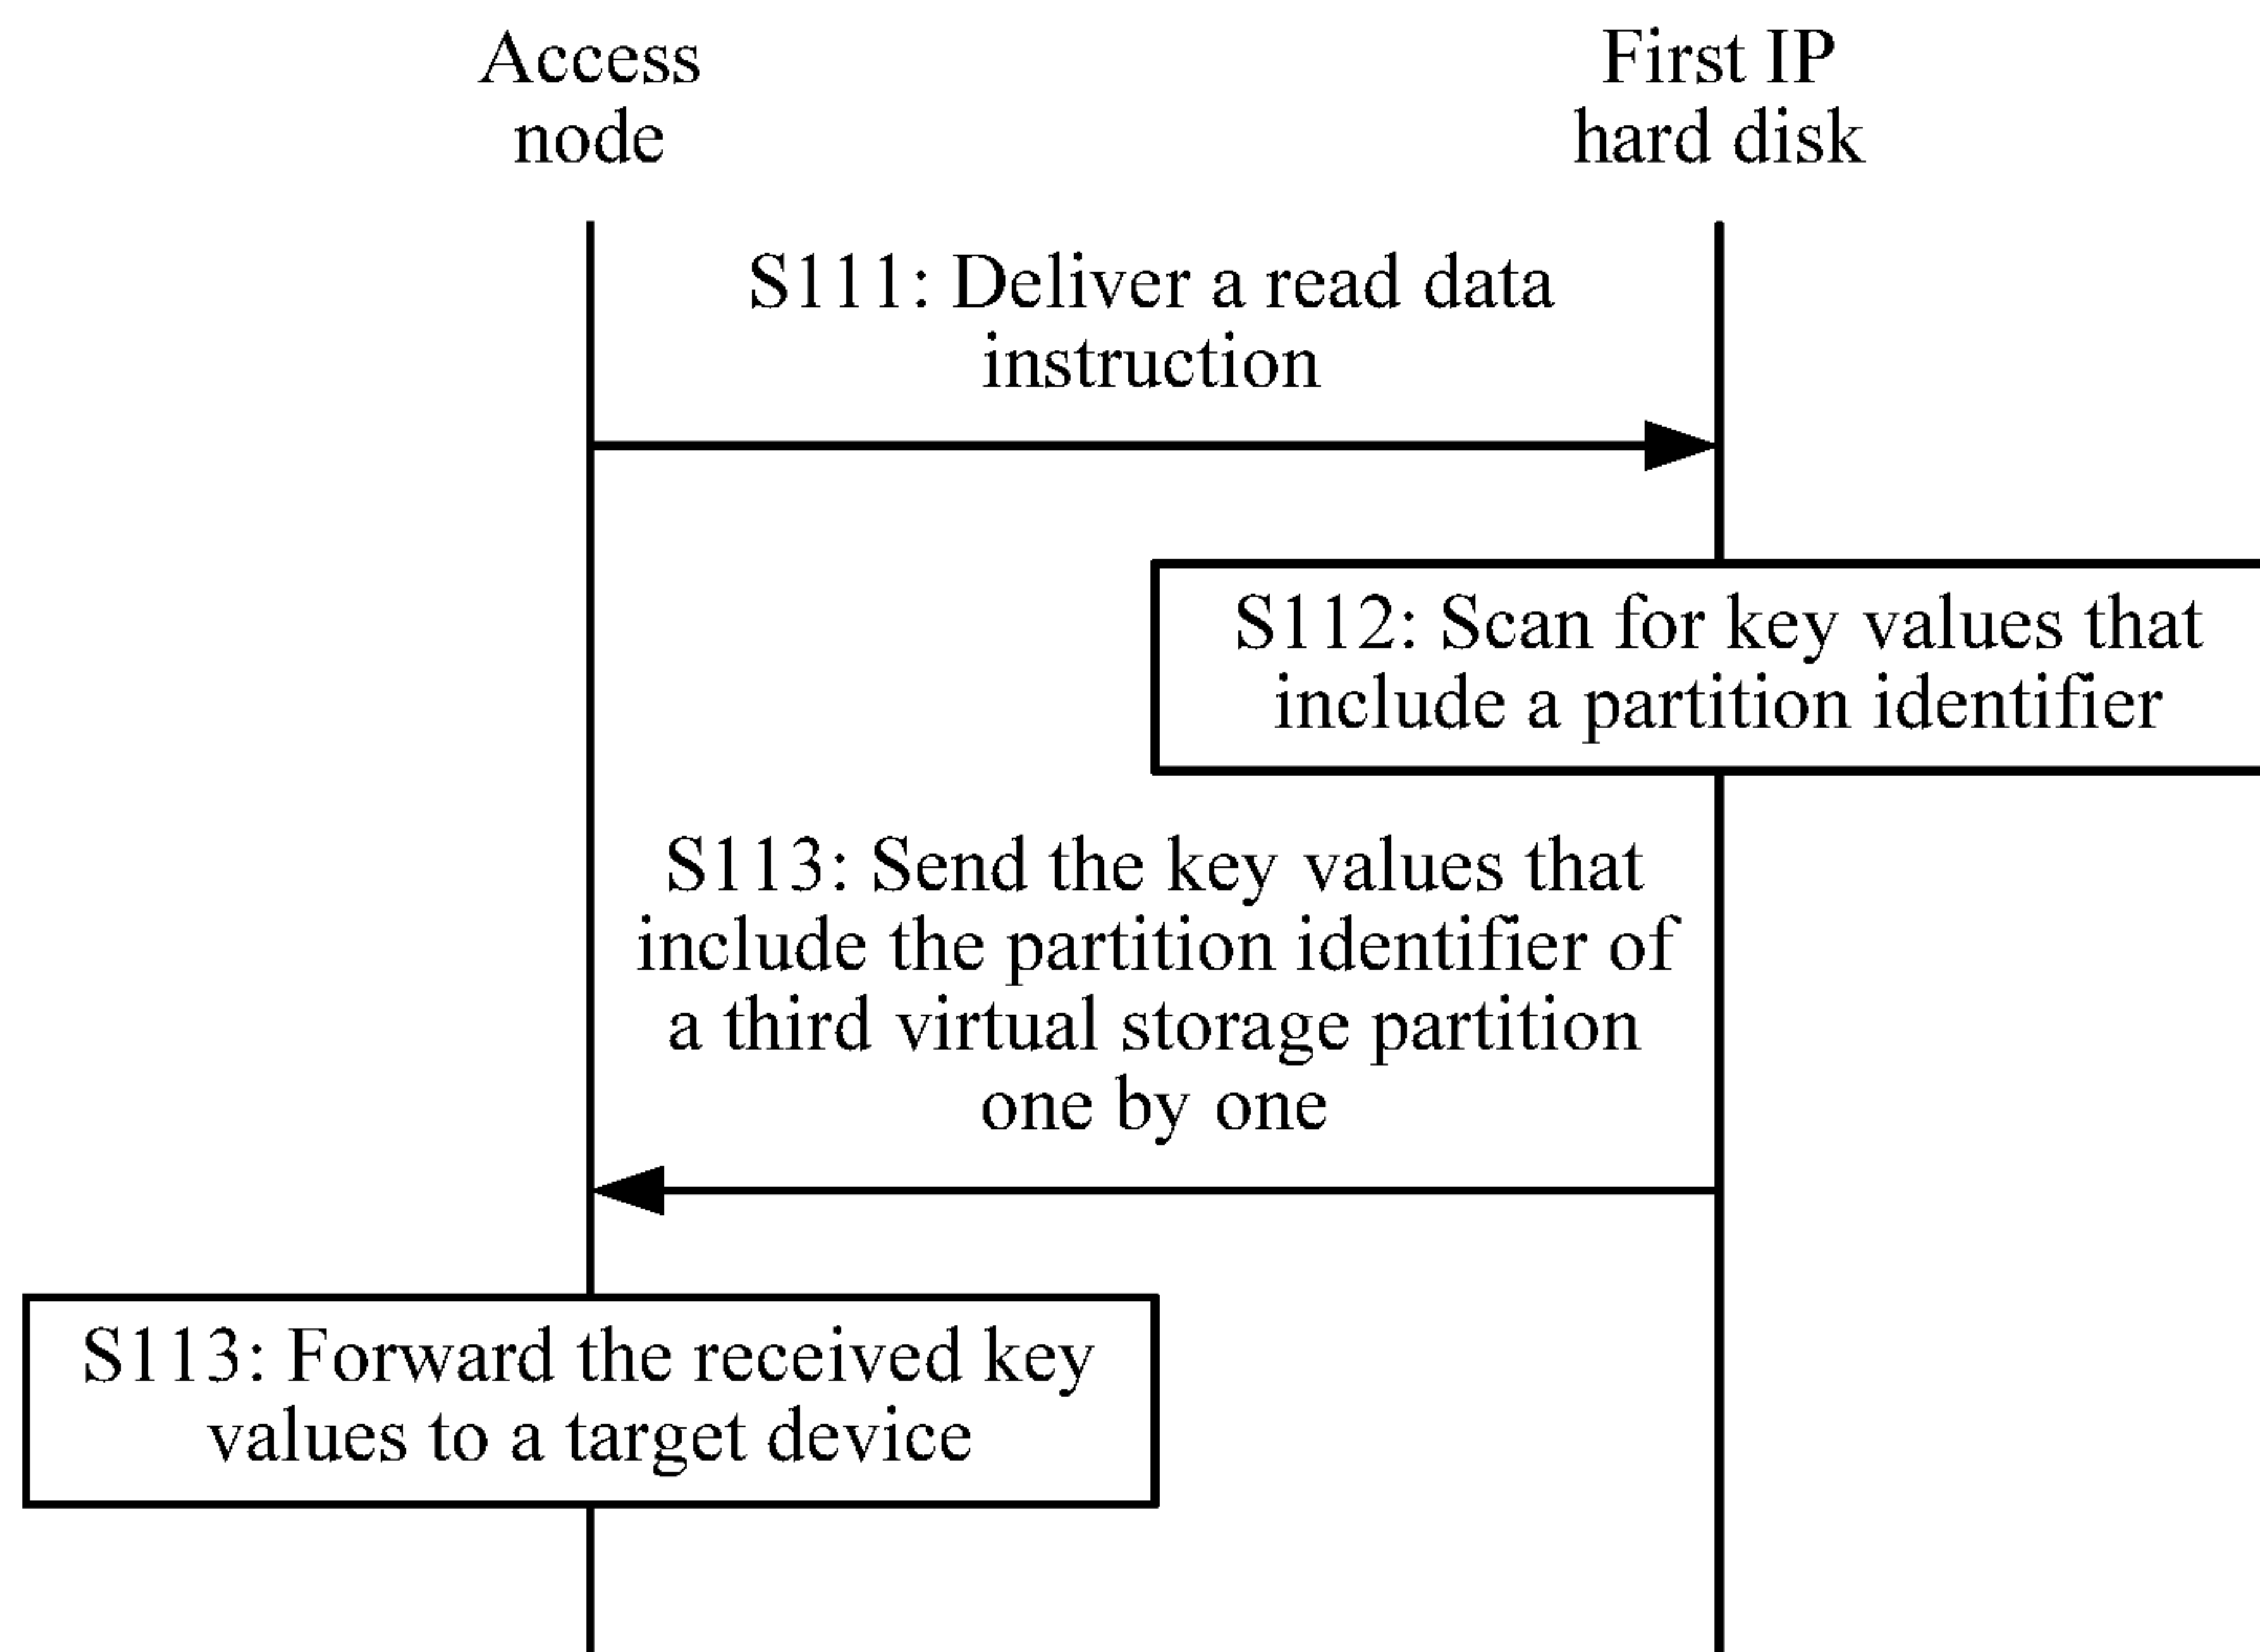 Access
node
First IP
hard disk
S111: Deliver a read data
instruction
S112: Scan for key values that
include a partition identifier
S113: Send the key values that
include the partition identifier of
a third virtual storage partition
one by one
S113: Forward the received key
values to a target device